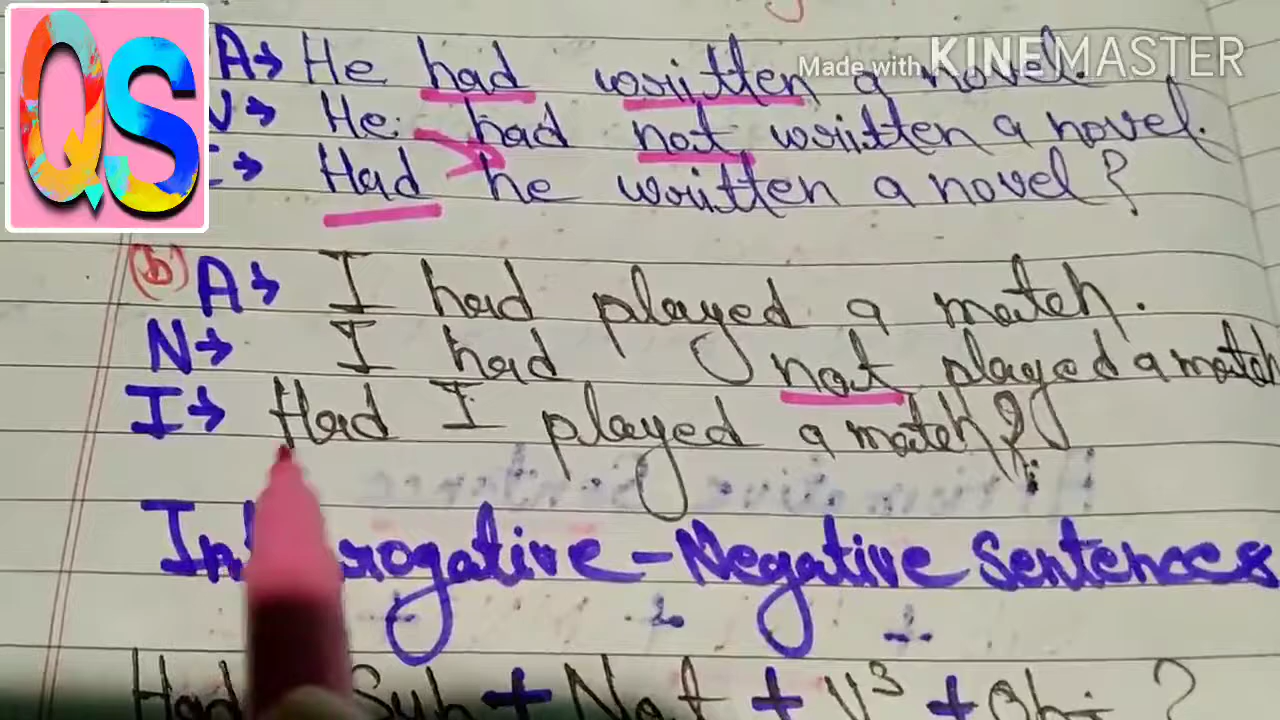 QS
Made with KINEMASTER
A→ He had written a novel.
N→ He had not written a novel.
I→ Had he written a novel?
(b) A→ I had played a match.
N→ I had not played a match
I→ Had I played a match?
Interrogative-Negative Sentences
Had Sub + Not + V3 + Obj ?